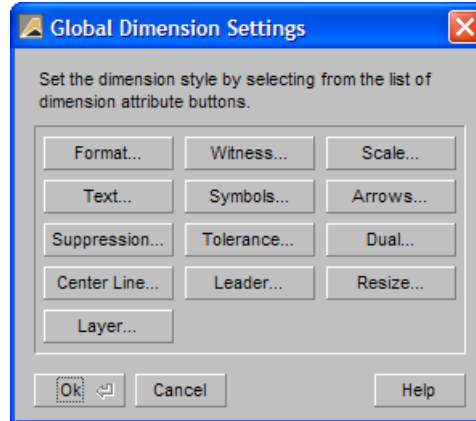 Global Dimension Settings
Set the dimension style by selecting from the list of
dimension attribute buttons.
Format... Witness... Scale...
Text... Symbols... Arrows...
Suppression... Tolerance... Dual...
Center Line... Leader... Resize...
Layer...
Ok Cancel Help